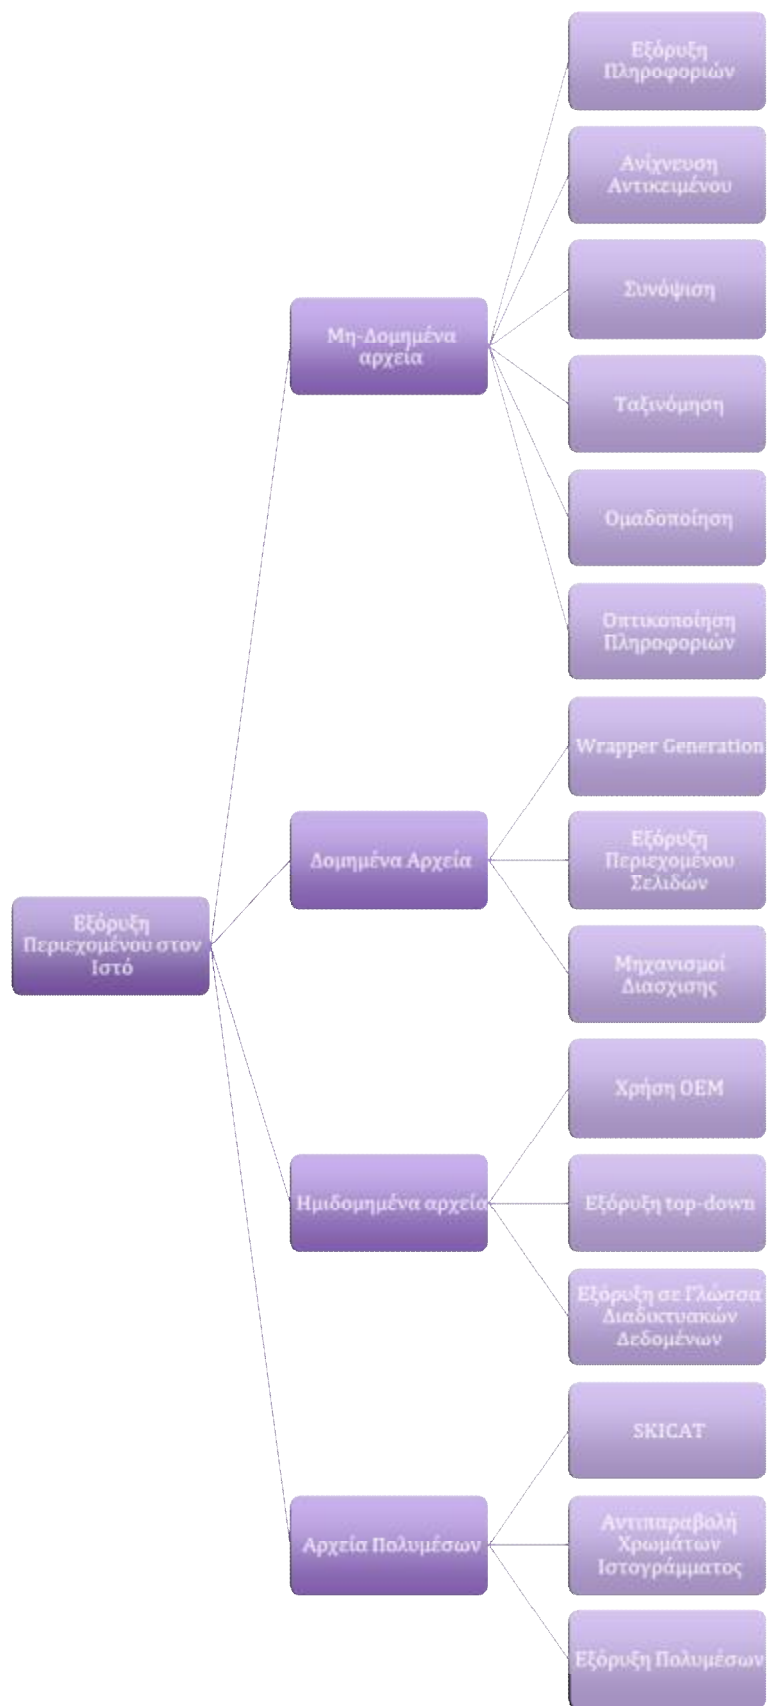 Εξόρυξη
Πληροφοριών
Ανίχνευση
Αντικειμένου
Συνόψιση
Μη-Δομημένα
αρχεία
Ταξινόμηση
Ομαδοποίηση
Οπτικοποίηση
Πληροφοριών
Wrapper Generation
Δομημένα Αρχεία
Εξόρυξη
Περιεχομένου
Σελιδών
Εξόρυξη
Περιεχομένου στον
Ιστό
Μηχανισμοί
Διασχισης
Χρήση OEM
Ημιδομημένα αρχεία
Εξόρυξη top-down
Εξόρυξη σε Γλώσσα
Διαδικτυακών
Δεδομένων
SKICAT
Αρχεία Πολυμέσων
Αντιπαραβολή
Χρωμάτων
Ιστογράμματος
Εξόρυξη Πολυμέσων